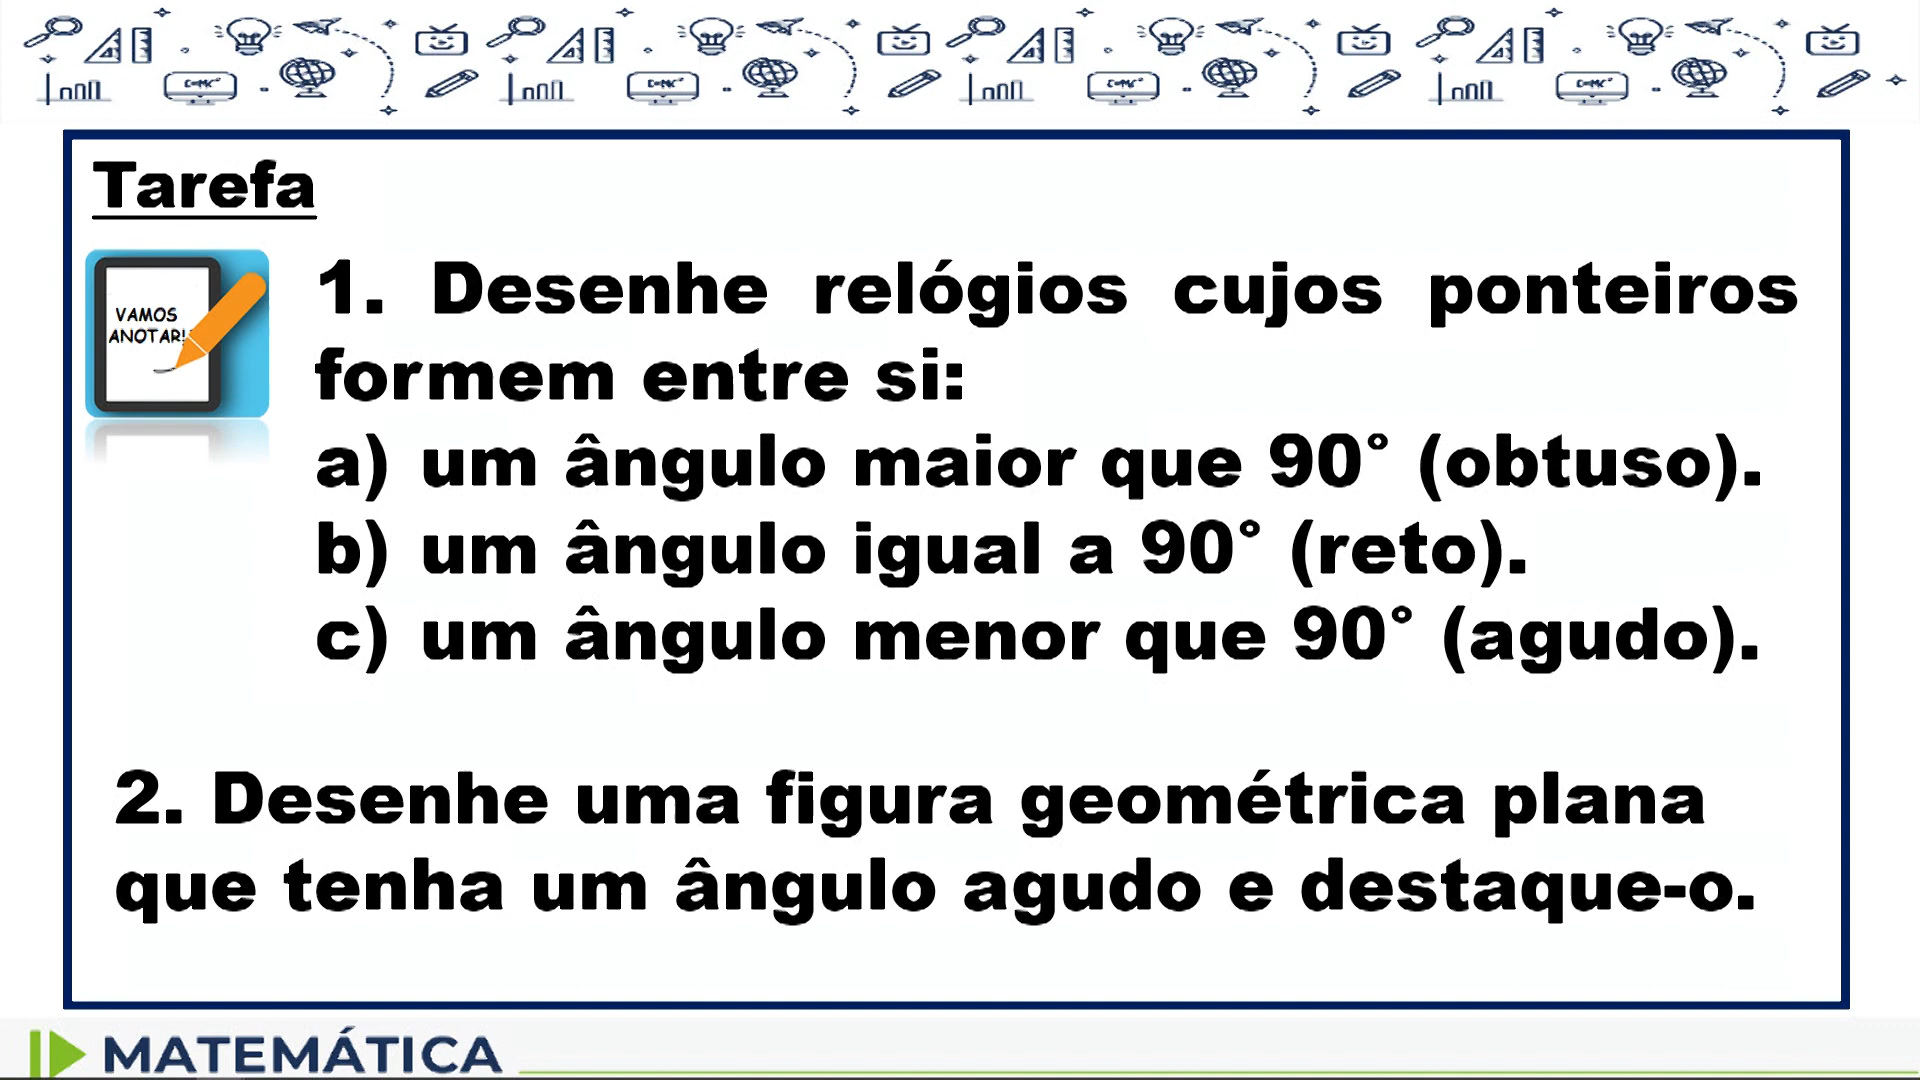 Tarefa
VAMOS
ANOTAR!
1. Desenhe relógios cujos ponteiros
formem entre si:
a) um ângulo maior que 90° (obtuso).
b) um ângulo igual a 90° (reto).
c) um ângulo menor que 90° (agudo).
2. Desenhe uma figura geométrica plana
que tenha um ângulo agudo e destaque-o.
MATEMÁTICA